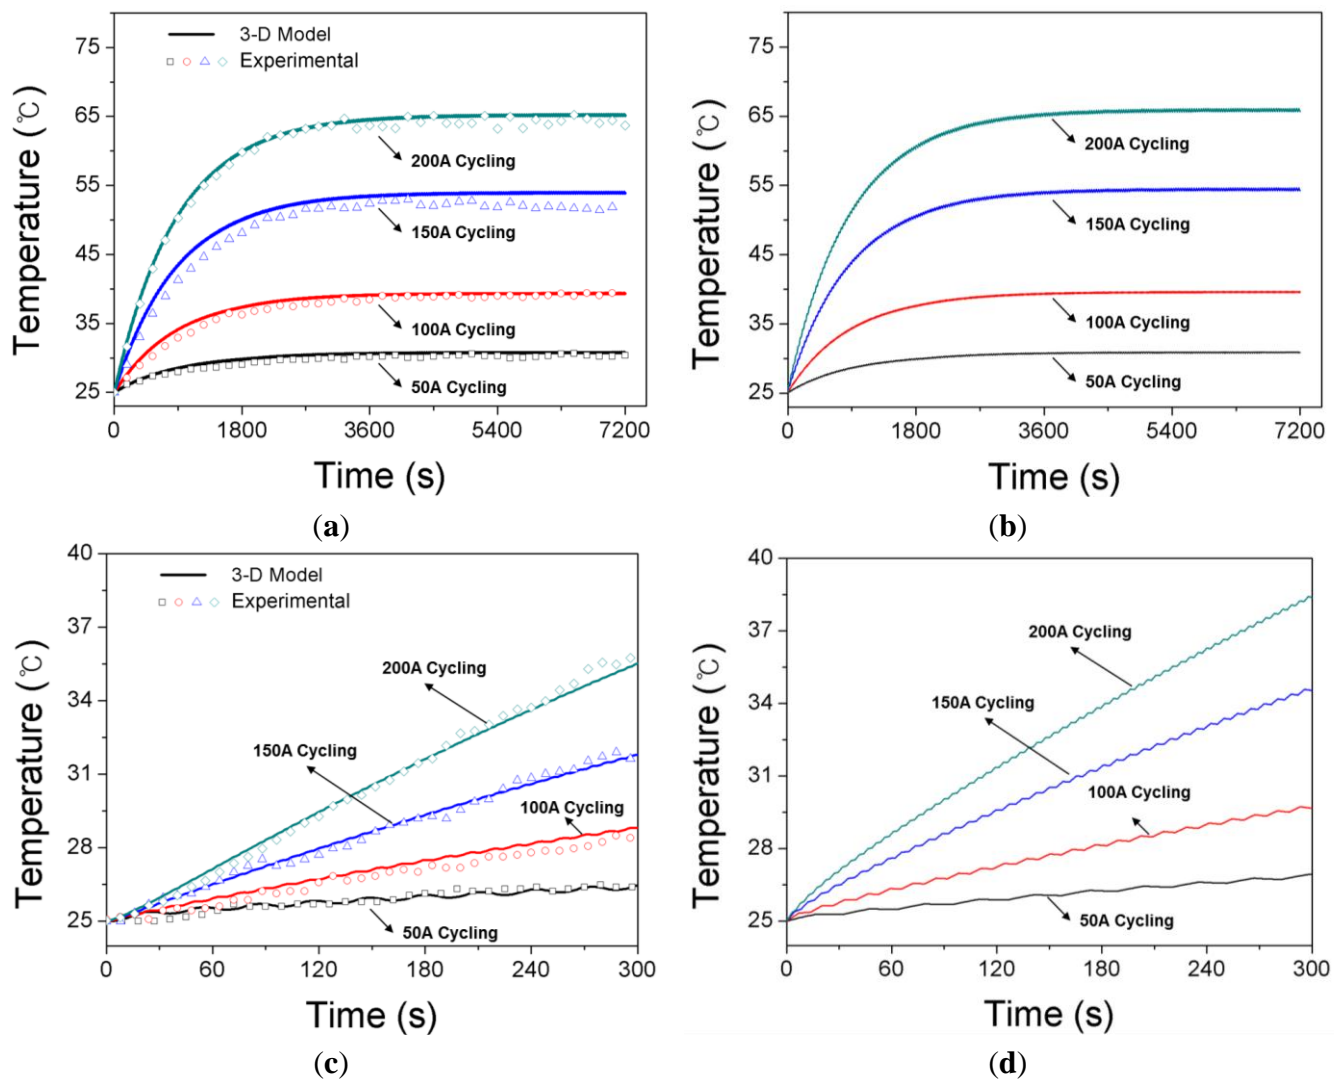 3-D Model
Experimental
75
65
55
45
35
25
0 1800 3600 5400 7200
Temperature (℃)
Time (s)
200A Cycling
150A Cycling
100A Cycling
50A Cycling
(a)
75
65
55
45
35
25
0 1800 3600 5400 7200
Temperature (℃)
Time (s)
200A Cycling
150A Cycling
100A Cycling
50A Cycling
(b)
3-D Model
Experimental
40
37
34
31
28
25
0 60 120 180 240 300
Temperature (℃)
Time (s)
200A Cycling
150A Cycling
100A Cycling
50A Cycling
(c)
40
37
34
31
28
25
0 60 120 180 240 300
Temperature (℃)
Time (s)
200A Cycling
150A Cycling
100A Cycling
50A Cycling
(d)